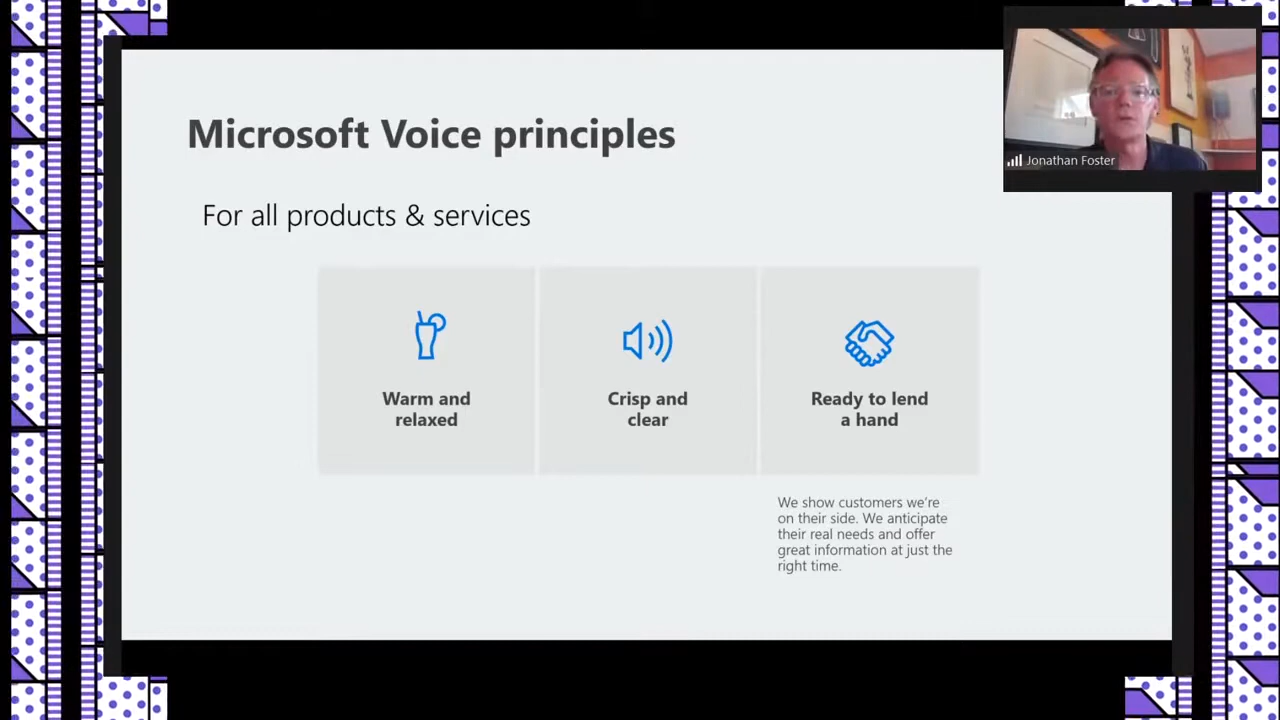 Microsoft Voice principles
For all products & services
Warm and
relaxed
Crisp and
clear
Ready to lend
a hand
We show customers we're
on their side. We anticipate
their real needs and offer
great information at just the
right time.
Jonathan Foster